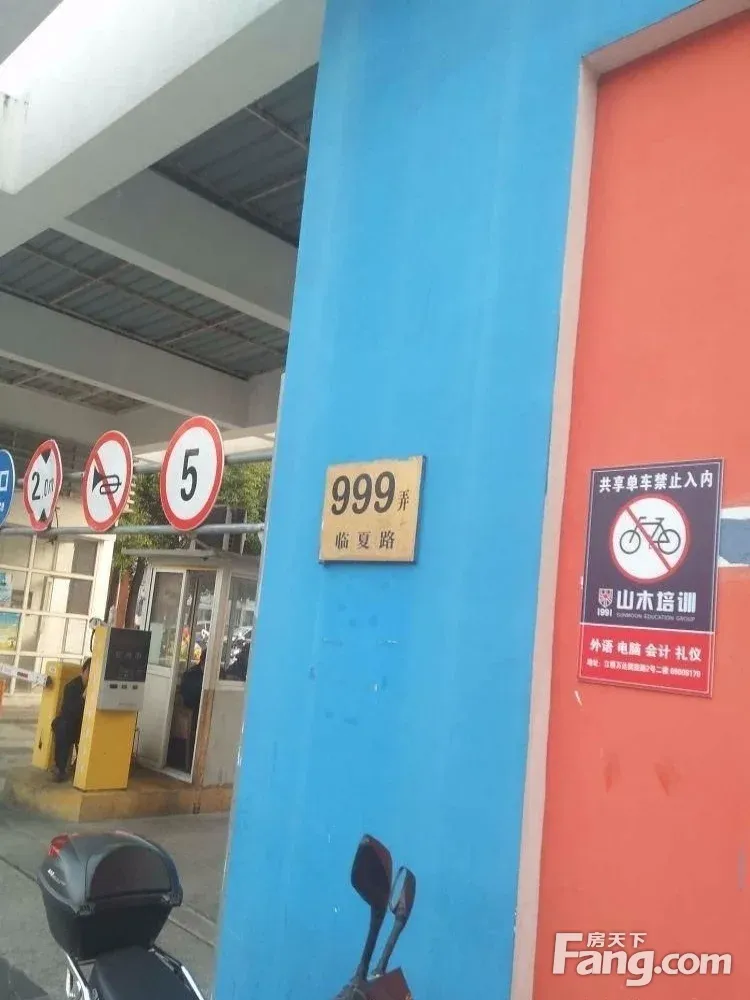 2.0m
5
999弄
临夏路
共享单车禁止入内
1991
山木培训
SUNMOON EDUCATION GROUP
外语 电脑 会计 礼仪
房天下
Fang.com